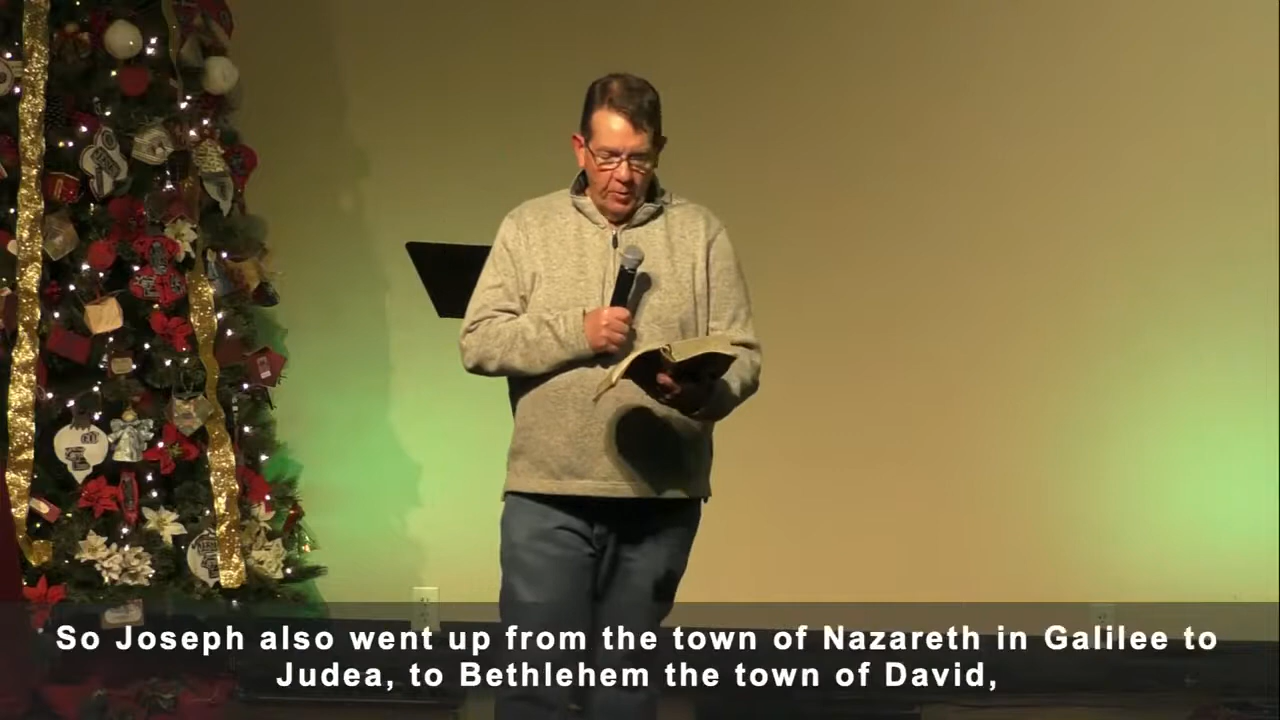 So Joseph also went up from the town of Nazareth in Galilee to
Judea, to Bethlehem the town of David,